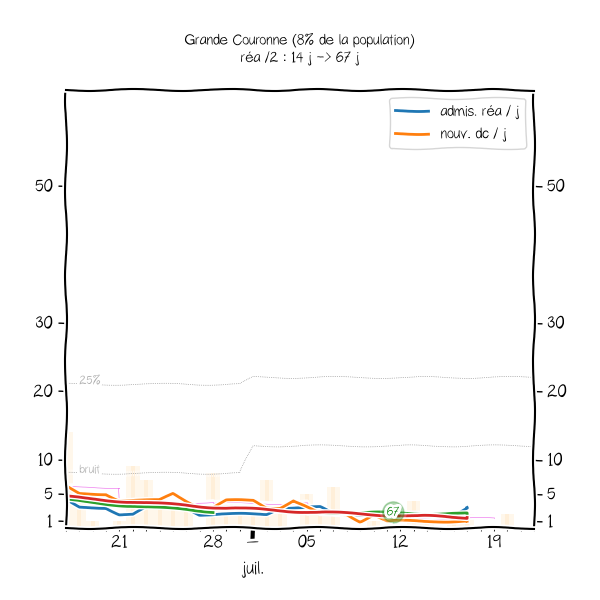 Grande Couronne (8% de la population)
réa /2 : 14 j -> 67 j
admis. réa / j
nouv. dc / j
50 50
30 30
25%
20 20
10 10
bruit
5 5
67
1 1
21 28 1 05 12 19
juil.